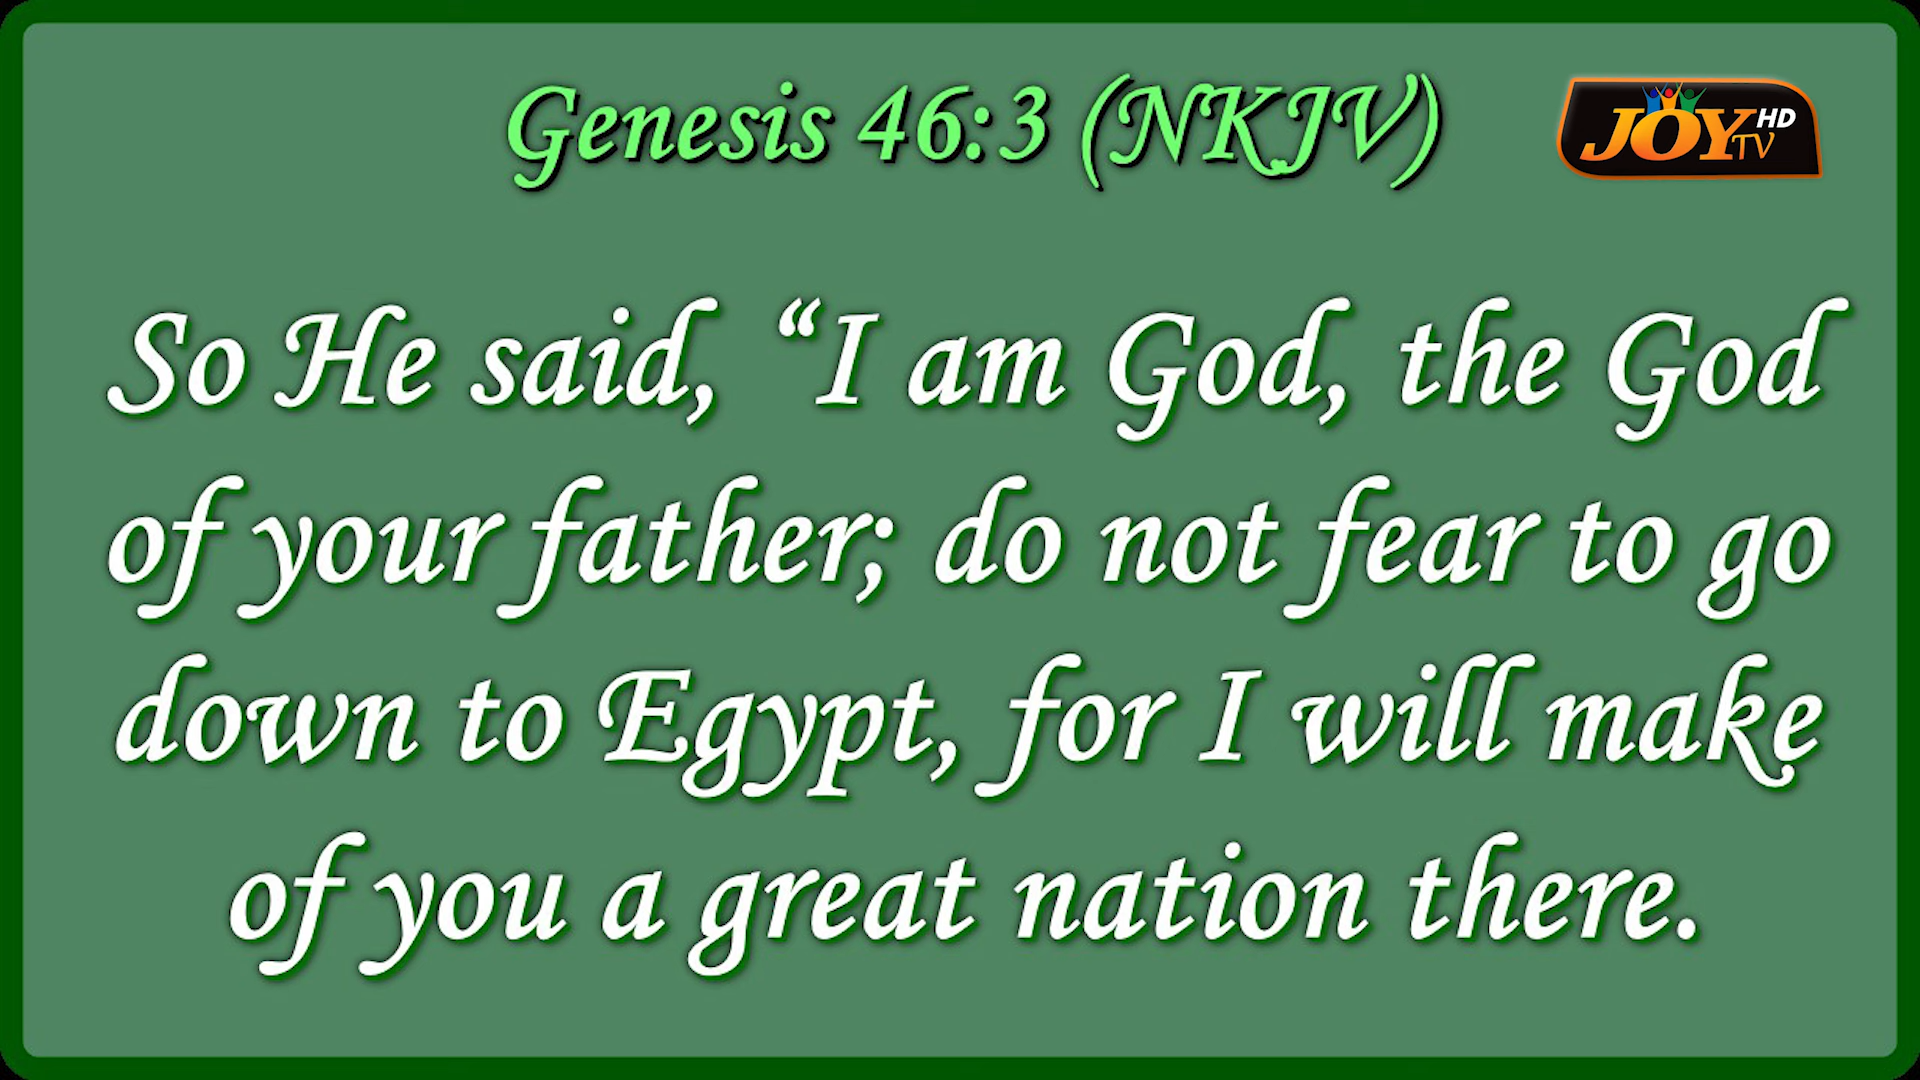 Genesis 46:3 (NKJV)
JOY TV HD
So He said, “I am God, the God
of your father; do not fear to go
down to Egypt, for I will make
of you a great nation there.